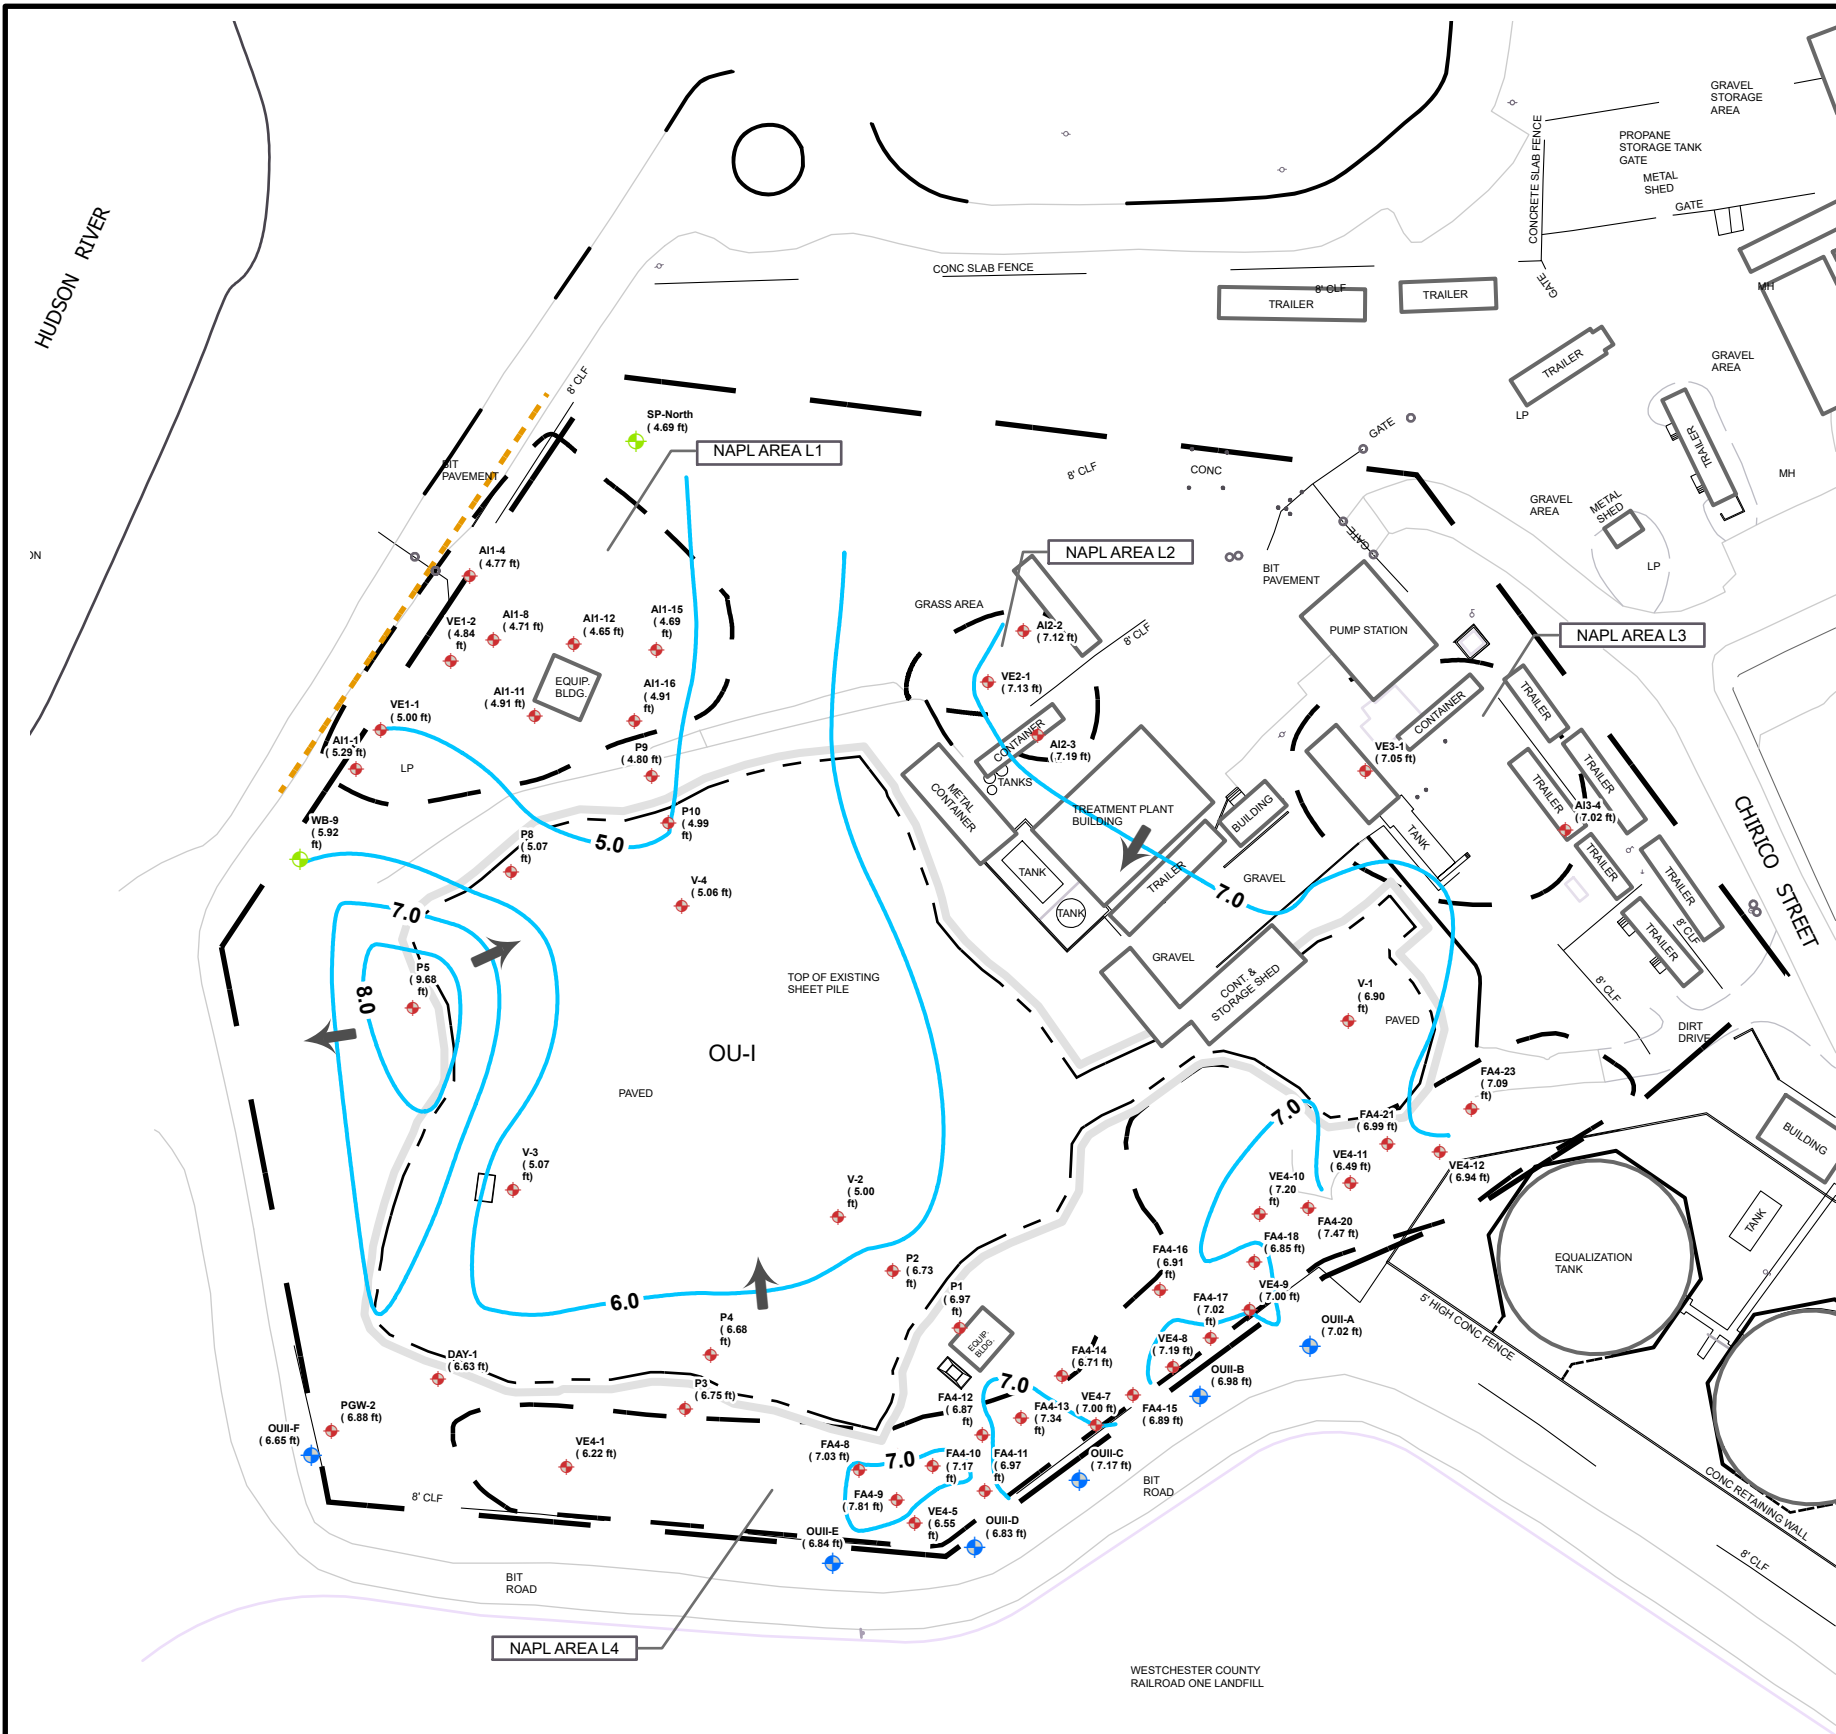 GRAVEL
STORAGE
AREA
PROPANE
STORAGE TANK
GATE
METAL
SHED
GATE
CONCRETE SLAB FENCE
GATE
MH
HUDSON RIVER
CONC SLAB FENCE
TRAILER
8' CLF
TRAILER
TRAILER
GRAVEL
AREA
LP
TRAILER
8' CLF
SP-North
( 4.69 ft)
NAPL AREA L1
BIT
PAVEMENT
8' CLF
CONC
GATE
GATE
MH
GRAVEL
AREA
METAL
SHED
LP
ON
AI1-4
( 4.77 ft)
NAPL AREA L2
BIT
PAVEMENT
GRASS AREA
AI2-2
( 7.12 ft)
8' CLF
PUMP STATION
NAPL AREA L3
VE1-2
( 4.84
ft)
AI1-8
( 4.71 ft)
AI1-12
( 4.65 ft)
AI1-15
( 4.69
ft)
EQUIP.
BLDG.
AI1-11
( 4.91 ft)
AI1-16
( 4.91
ft)
VE2-1
( 7.13 ft)
VE1-1
( 5.00 ft)
AI1-1
( 5.29 ft)
LP
P9
( 4.80 ft)
CONTAINER
AI2-3
( 7.19 ft)
TANKS
METAL
CONTAINER
TREATMENT PLANT
BUILDING
BUILDING
VE3-1
( 7.05 ft)
CONTAINER
TRAILER
TRAILER
TRAILER
AI3-4
( 7.02 ft)
TRAILER
TRAILER
TRAILER
8' CLF
TANK
CHIRICO STREET
WB-9
( 5.92
ft)
P8
( 5.07
ft)
5.0
P10
( 4.99
ft)
V-4
( 5.06 ft)
TANK
TANK
TRAILER
GRAVEL
7.0
GRAVEL
CONT. &
STORAGE SHED
7.0
P5
( 9.68
ft)
8.0
TOP OF EXISTING
SHEET PILE
V-1
( 6.90
ft)
PAVED
8' CLF
DIRT
DRIVE
OU-I
PAVED
FA4-23
( 7.09
ft)
7.0
FA4-21
( 6.99 ft)
BUILDING
V-3
( 5.07
ft)
V-2
( 5.00
ft)
VE4-10
( 7.20
ft)
VE4-11
( 6.49 ft)
VE4-12
( 6.94 ft)
FA4-20
( 7.47 ft)
TANK
FA4-16
( 6.91
ft)
FA4-18
( 6.85 ft)
EQUALIZATION
TANK
P2
( 6.73
ft)
6.0
P1
( 6.97
ft)
VE4-9
( 7.00 ft)
FA4-17
( 7.02
ft)
OUII-A
( 7.02 ft)
5' HIGH CONC FENCE
P4
( 6.68
ft)
EQUIP.
BLDG.
VE4-8
( 7.19 ft)
FA4-14
( 6.71 ft)
OUII-B
( 6.98 ft)
DAY-1
( 6.63 ft)
P3
( 6.75 ft)
7.0
FA4-12
( 6.87
ft)
FA4-13
( 7.34
ft)
VE4-7
( 7.00 ft)
FA4-15
( 6.89 ft)
PGW-2
( 6.88 ft)
OUII-F
( 6.65 ft)
VE4-1
( 6.22 ft)
FA4-8
( 7.03 ft)
7.0
FA4-10
( 7.17
ft)
FA4-11
( 6.97
ft)
OUII-C
( 7.17 ft)
BIT
ROAD
8' CLF
FA4-9
( 7.81 ft)
VE4-5
( 6.55
ft)
OUII-E
( 6.84 ft)
OUII-D
( 6.83 ft)
CONC RETAINING WALL
8' CLF
BIT
ROAD
NAPL AREA L4
WESTCHESTER COUNTY
RAILROAD ONE LANDFILL